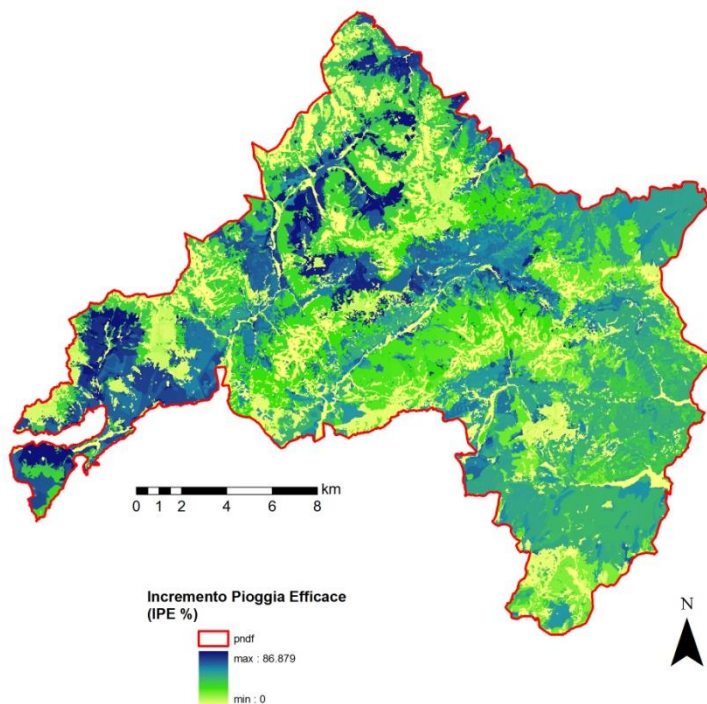 km
0 1 2 4 6 8
Incremento Pioggia Efficace
(IPE %)
pndf
max : 86.879
min : 0
N